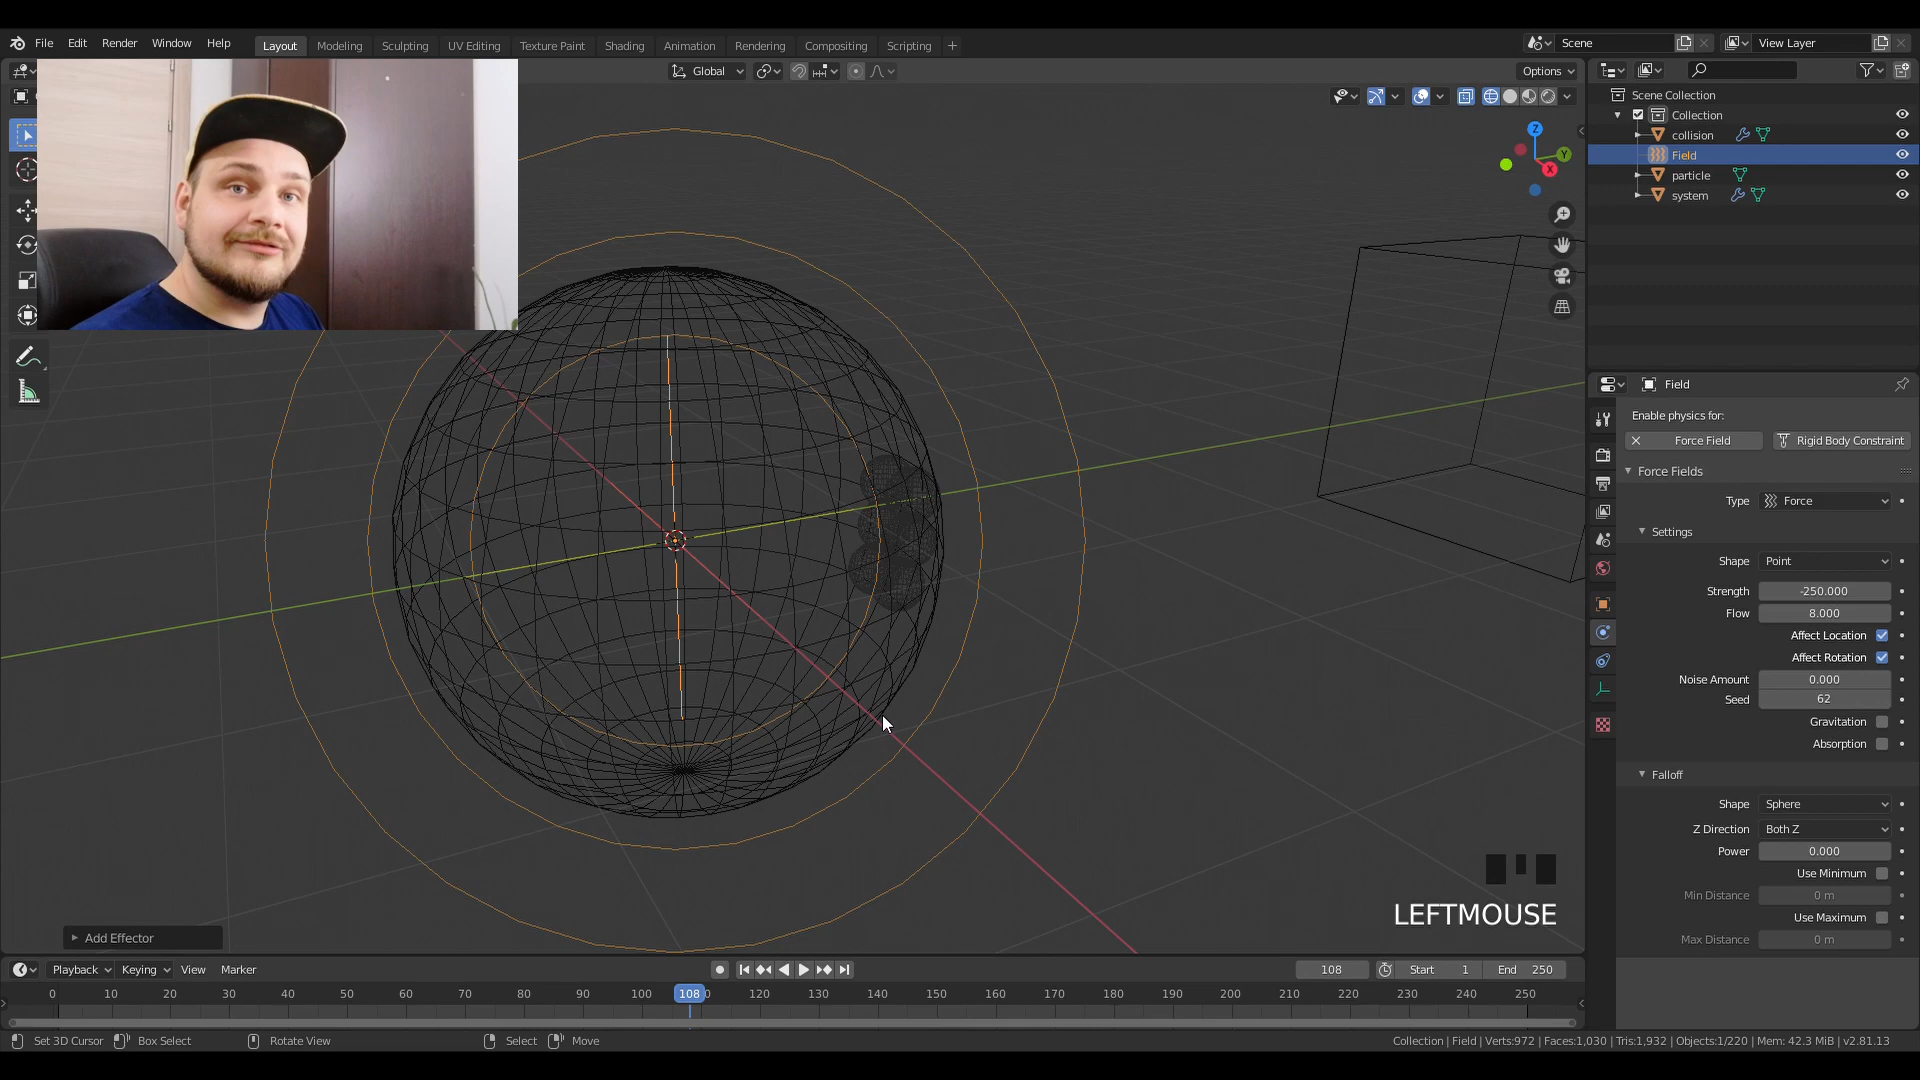 File Edit Render Window Help Layout Modeling Sculpting UV Editing Texture Paint Shading Animation Rendering Compositing Scripting + Scene View Layer
Global Options
Scene Collection
Collection
collision
Field
particle
system
Z
Y
X
Field
Enable physics for:
Force Field Rigid Body Constraint
Force Fields
Type Force
Settings
Shape Point
Strength -250.000
Flow 8.000
Affect Location
Affect Rotation
Noise Amount 0.000
Seed 62
Gravitation
Absorption
Falloff
Shape Sphere
Z Direction Both Z
Power 0.000
Use Minimum
Min Distance 0 m
Use Maximum
Max Distance 0 m
LEFTMOUSE
Add Effector
Playback Keying View Marker 108 Start 1 End 250
0 10 20 30 40 50 60 70 80 90 100 108 0 120 130 140 150 160 170 180 190 200 210 220 230 240 250
Set 3D Cursor Box Select Rotate View Select Move Collection | Field | Verts:972 | Faces:1,030 | Tris:1,932 | Objects:1/220 | Mem: 42.3 MiB | v2.81.13